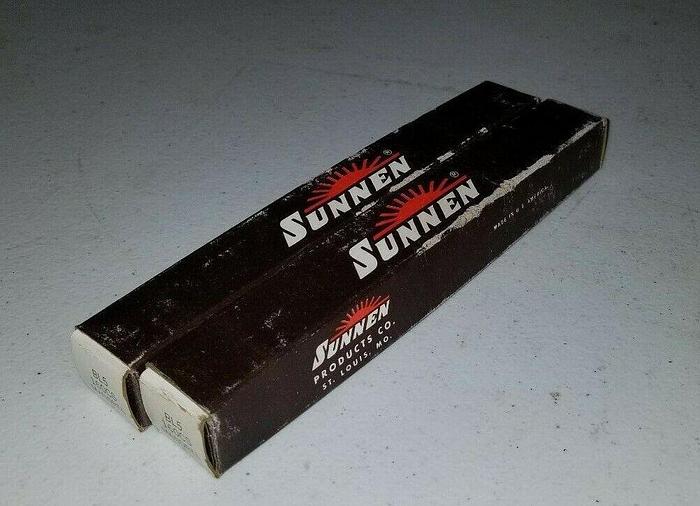 SUNNEN®
SUNNEN®
MADE IN U.S. AMERICA
SUNNEN
PRODUCTS CO.
ST. LOUIS, MO.
BL5
BL5